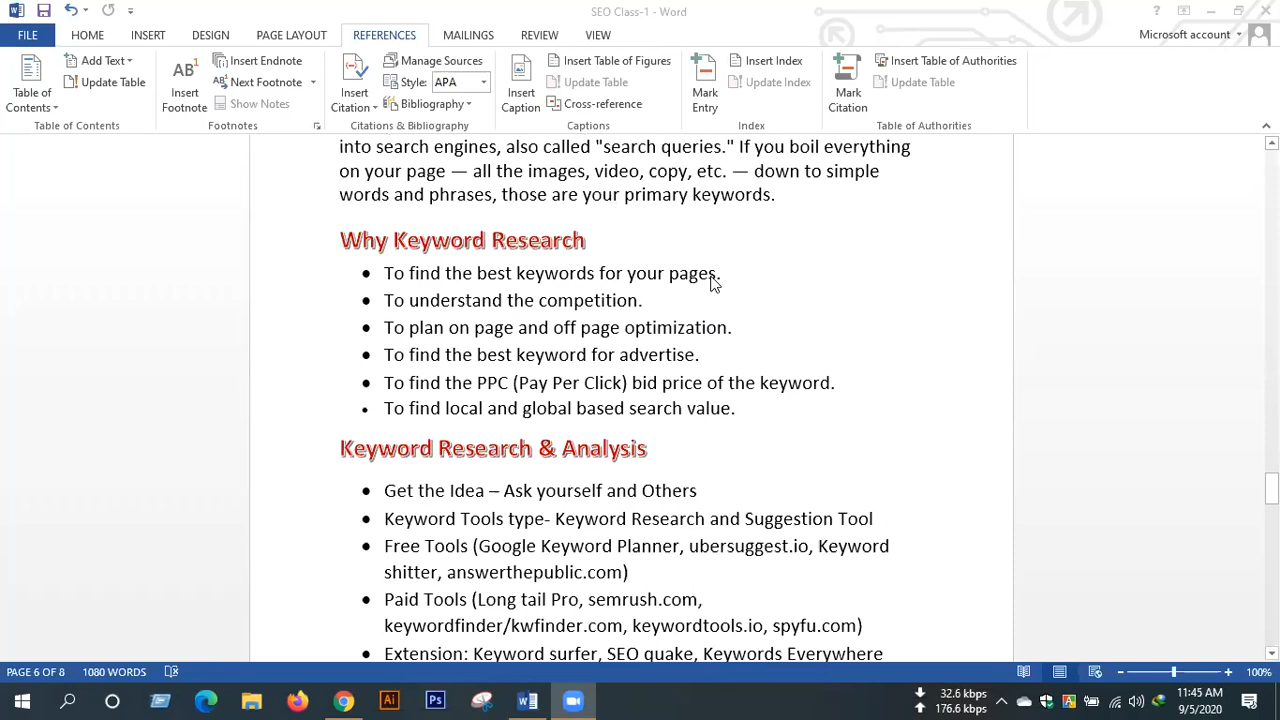 SEO Class-1 - Word
FILE HOME INSERT DESIGN PAGE LAYOUT REFERENCES MAILINGS REVIEW VIEW Microsoft account
Table of Contents
Add Text
Update Table
Table of Contents
AB1
Insert Footnote
Insert Endnote
Next Footnote
Show Notes
Footnotes
Insert Citation
Manage Sources
Style: APA
Bibliography
Citations & Bibliography
Insert Caption
Insert Table of Figures
Update Table
Cross-reference
Captions
Mark Entry
Insert Index
Update Index
Index
Mark Citation
Insert Table of Authorities
Update Table
Table of Authorities
into search engines, also called "search queries." If you boil everything
on your page — all the images, video, copy, etc. — down to simple
words and phrases, those are your primary keywords.
Why Keyword Research
• To find the best keywords for your pages.
• To understand the competition.
• To plan on page and off page optimization.
• To find the best keyword for advertise.
• To find the PPC (Pay Per Click) bid price of the keyword.
• To find local and global based search value.
Keyword Research & Analysis
• Get the Idea – Ask yourself and Others
• Keyword Tools type- Keyword Research and Suggestion Tool
• Free Tools (Google Keyword Planner, ubersuggest.io, Keyword
shitter, answerthepublic.com)
• Paid Tools (Long tail Pro, semrush.com,
keywordfinder/kwfinder.com, keywordtools.io, spyfu.com)
• Extension: Keyword surfer, SEO quake, Keywords Everywhere
PAGE 6 OF 8 1080 WORDS 100%
32.6 kbps
176.6 kbps
11:45 AM
9/5/2020